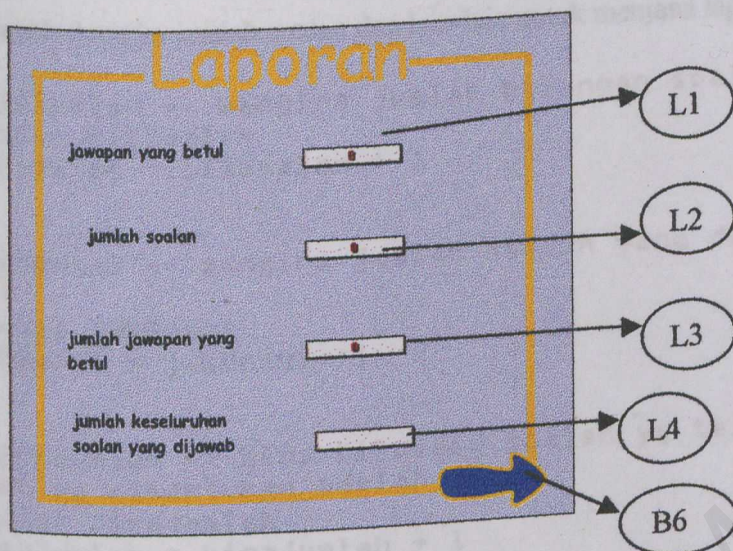 Laporan
jawapan yang betul
L1
jumlah soalan
L2
jumlah jawapan yang
betul
L3
jumlah keseluruhan
soalan yang dijawab
L4
B6